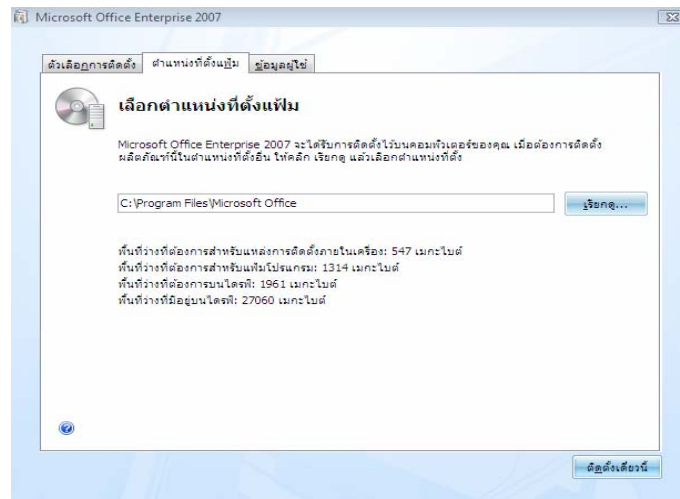 Microsoft Office Enterprise 2007
ตัวเลือกการติดตั้ง ตำแหน่งที่ตั้งแฟ้ม ข้อมูลผู้ใช้
เลือกตำแหน่งที่ตั้งแฟ้ม
Microsoft Office Enterprise 2007 จะได้รับการติดตั้งไว้บนคอมพิวเตอร์ของคุณ เมื่อต้องการติดตั้ง
ผลิตภัณฑ์นี้ในตำแหน่งที่ตั้งอื่น ให้คลิก เรียกดู แล้วเลือกตำแหน่งที่ตั้ง
C:\Program Files\Microsoft Office เรียกดู...
พื้นที่ว่างที่ต้องการสำหรับแหล่งการติดตั้งภายในเครื่อง: 547 เมกะไบต์
พื้นที่ว่างที่ต้องการสำหรับแฟ้มโปรแกรม: 1314 เมกะไบต์
พื้นที่ว่างที่ต้องการบนไดรฟ์: 1961 เมกะไบต์
พื้นที่ว่างที่มีอยู่บนไดรฟ์: 27060 เมกะไบต์
ติดตั้งเดี๋ยวนี้